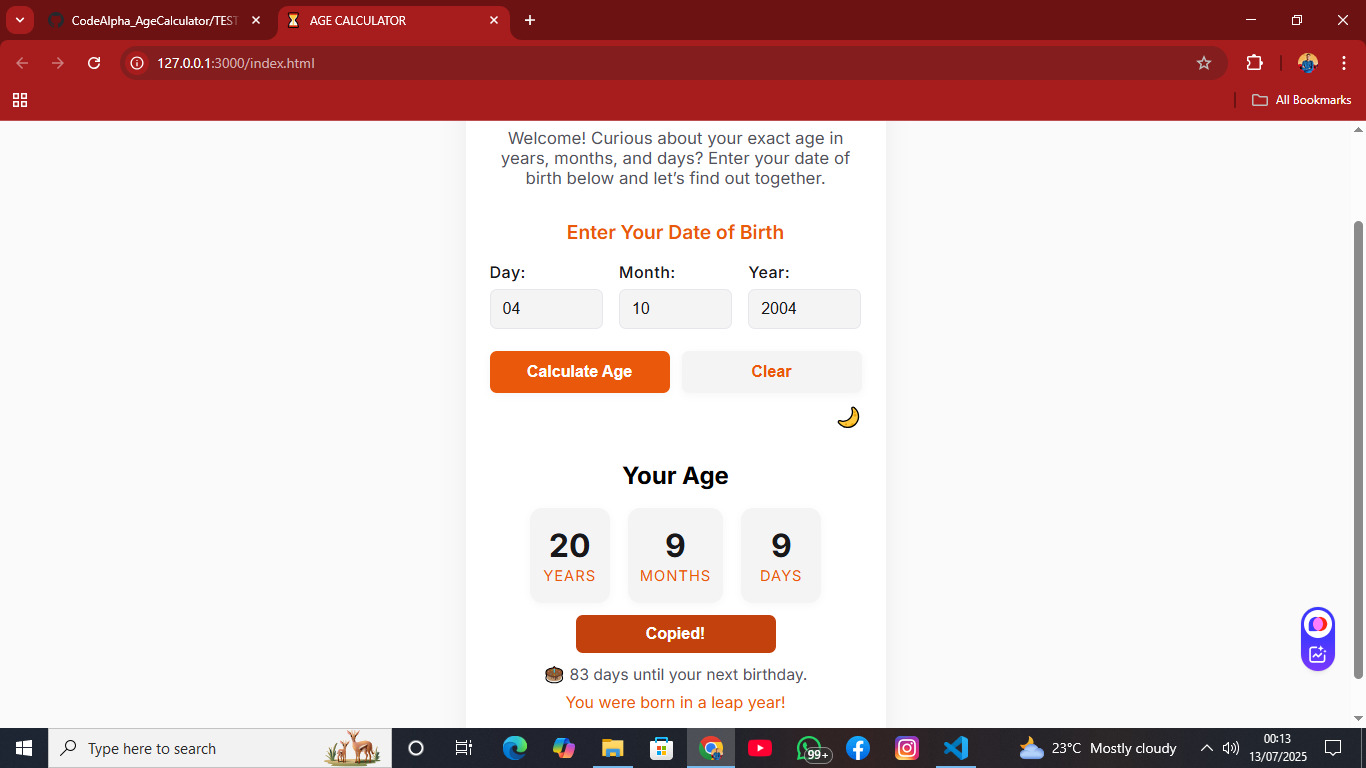 CodeAlpha_AgeCalculator/TEST
AGE CALCULATOR
127.0.0.1:3000/index.html
All Bookmarks
Welcome! Curious about your exact age in
years, months, and days? Enter your date of
birth below and let’s find out together.
Enter Your Date of Birth
Day: Month: Year:
04 10 2004
Calculate Age Clear
Your Age
20 9 9
YEARS MONTHS DAYS
Copied!
83 days until your next birthday.
You were born in a leap year!
Type here to search
99+
23°C Mostly cloudy
00:13
13/07/2025